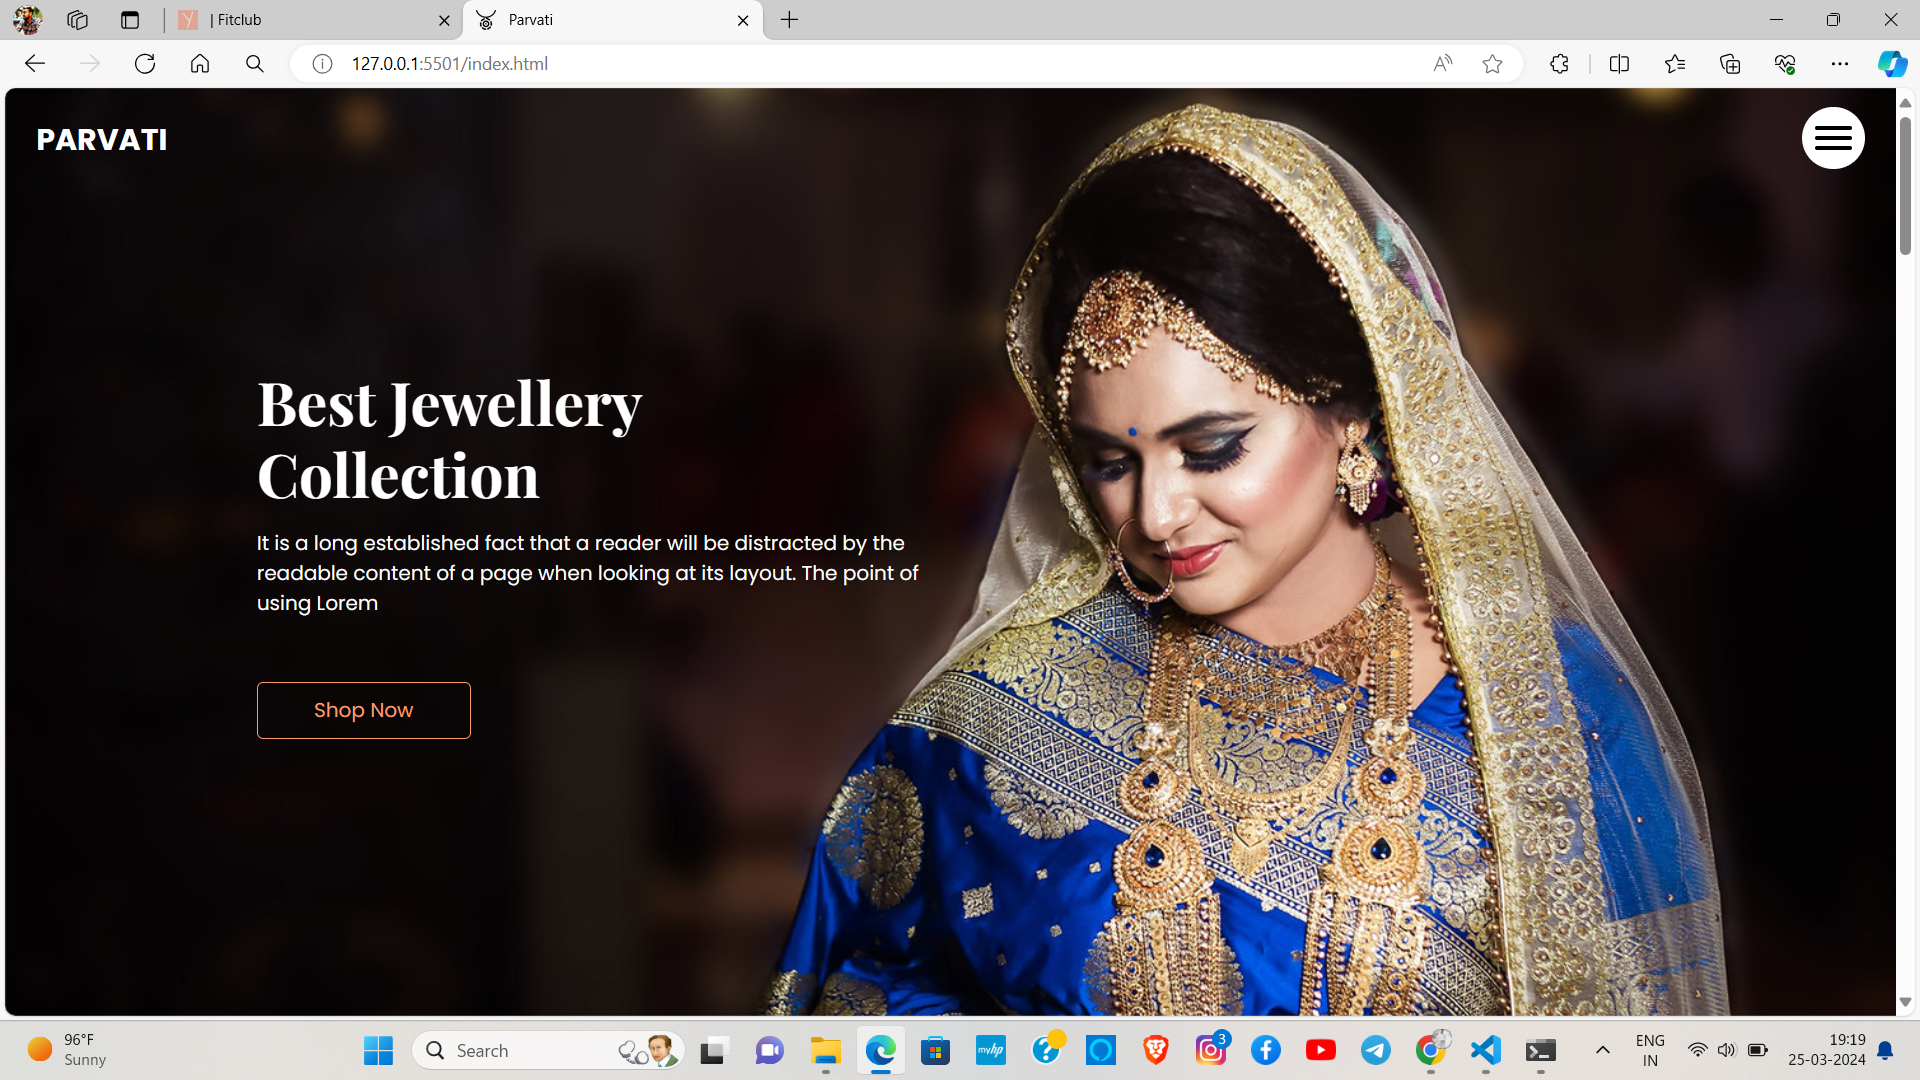 | Fitclub
Parvati
127.0.0.1:5501/index.html
PARVATI
Best Jewellery
Collection
It is a long established fact that a reader will be distracted by the
readable content of a page when looking at its layout. The point of
using Lorem
Shop Now
96°F
Sunny
Search
myhp
3
ENG
IN
19:19
25-03-2024